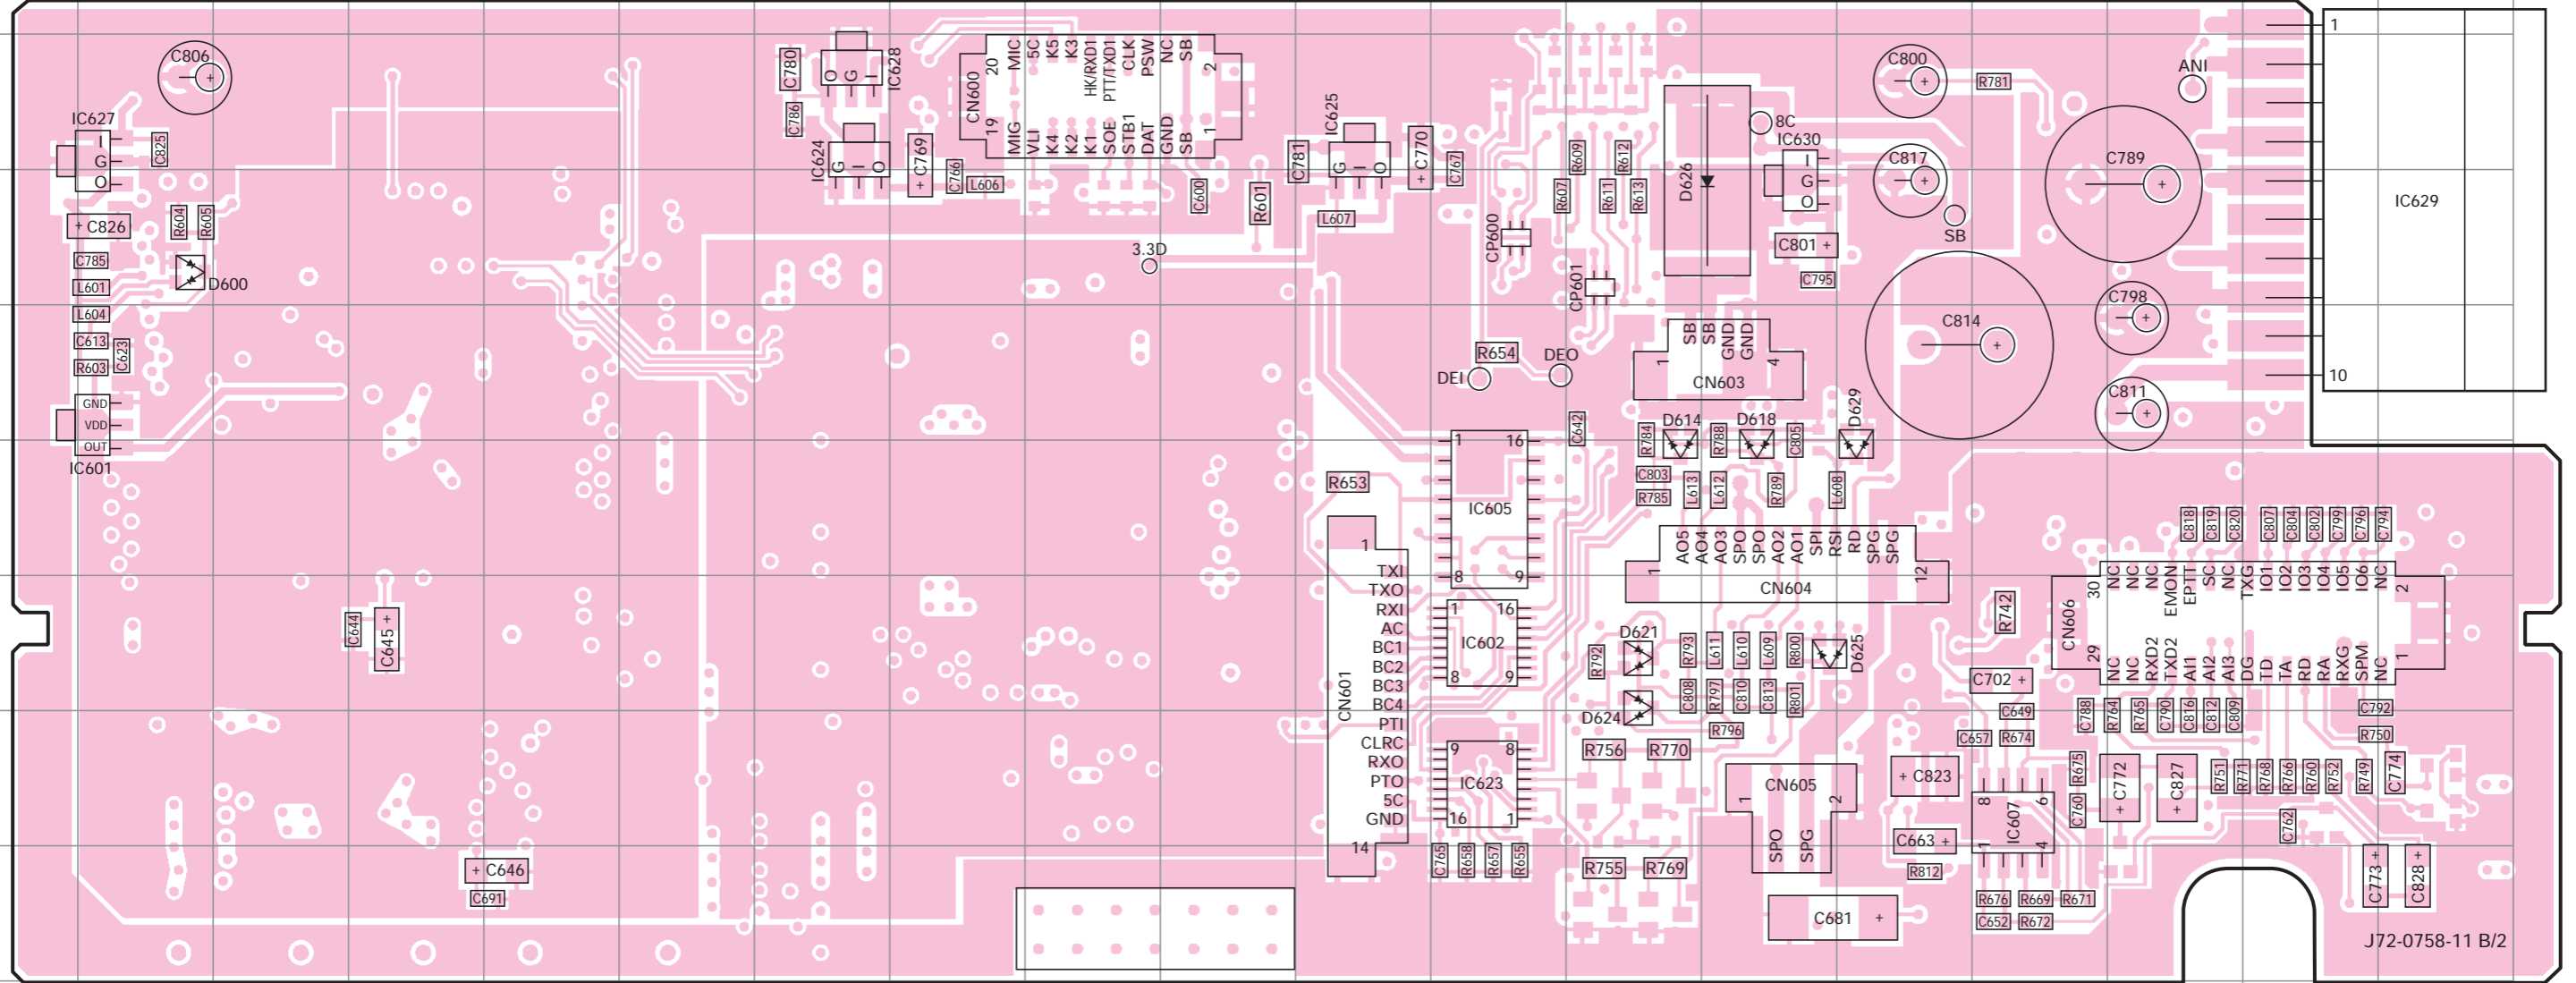 C806
+
IC627
I
G
O
C825
+ C826
R604
R605
C785
L601
D600
L604
C613
C623
R603
GND
VDD
OUT
IC601
C644
C645 +
+ C646
C691
C780
O G I
IC628
C786
IC624
G I O
+ C769
C766
L606
CN600
20
19
MIC
5C
K5
K3
HK/RXD1
PTT/TXD1
CLK
PSW
NC
SB
2
MIG
VLI
K4
K2
K1
SOE
STB1
DAT
GND
SB
1
C600
R601
3.3D
C781
IC625
G I O
+ C770
C767
L607
CP600
CP601
R607
R609
R611
R612
R613
D626
8C
IC630
I
G
O
C801 +
C795
C800
+
R781
C817
+
SB
C789
+
ANI
C814
+
C798
+
C811
+
1
10
IC629
R654
DEI
DEO
SB
SB
GND
GND
1
4
CN603
C642
R784
D614
R788
D618
C805
D629
C803
R785
L613
L612
R789
L608
R653
1
16
IC605
8
9
1
TXI
TXO
RXI
AC
BC1
BC2
BC3
BC4
PTI
CLRC
RXO
PTO
5C
GND
14
CN601
1
16
IC602
8
9
9
8
IC623
16
1
C765
R658
R657
R655
AO5
AO4
AO3
SPO
SPO
AO2
AO1
SPI
RSI
RD
SPG
SPG
1
12
CN604
D621
R792
D624
R793
L611
L610
L609
R800
D625
C808
R797
C810
C813
R801
R796
R756
R770
R755
R769
CN605
1
2
SPO
SPG
C681 +
R742
C702 +
C649
C657
R674
+ C823
8
6
IC607
1
4
C663 +
R812
R675
C760
R676
R669
R671
C652
R672
C818
C819
C820
C807
C804
C802
C799
C796
C794
CN606
30
29
NC
NC
NC
EMON
EPTT
SC
NC
TXG
IO1
IO2
IO3
IO4
IO5
IO6
NC
2
NC
NC
RXD2
TXD2
AI1
AI2
AI3
DG
TD
TA
RD
RA
RXG
SPM
NC
1
C788
R764
R765
C790
C816
C812
C809
C792
R750
+ C772
+ C827
R751
R771
R768
R766
R760
R752
R749
C774
C762
C773 +
C828 +
J72-0758-11 B/2